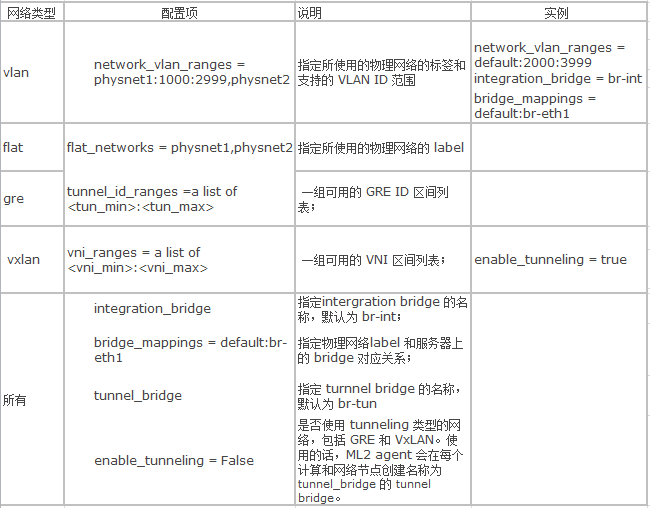 网络类型 配置项 说明 实例
vlan
network_vlan_ranges =
physnet1:1000:2999,physnet2
指定所使用的物理网络的标签和
支持的 VLAN ID 范围
network_vlan_ranges =
default:2000:3999
integration_bridge = br-int
bridge_mappings =
default:br-eth1
flat
flat_networks = physnet1,physnet2
指定所使用的物理网络的 label
gre
tunnel_id_ranges =a list of
<tun_min>:<tun_max>
一组可用的 GRE ID 区间列
表；
vxlan
vni_ranges = a list of
<vni_min>:<vni_max>
一组可用的 VNI 区间列表；
enable_tunneling = true
所有
integration_bridge
指定intergration bridge 的名
称，默认为 br-int；
bridge_mappings = default:br-
eth1
指定物理网络label 和服务器上
的 bridge 对应关系；
tunnel_bridge
指定 turnnel bridge 的名称，
默认为 br-tun
enable_tunneling = False
是否使用 tunneling 类型的网
络，包括 GRE 和 VxLAN。使
用的话，ML2 agent 会在每个
计算和网络节点创建名称为
tunnel_bridge 的 tunnel
bridge。